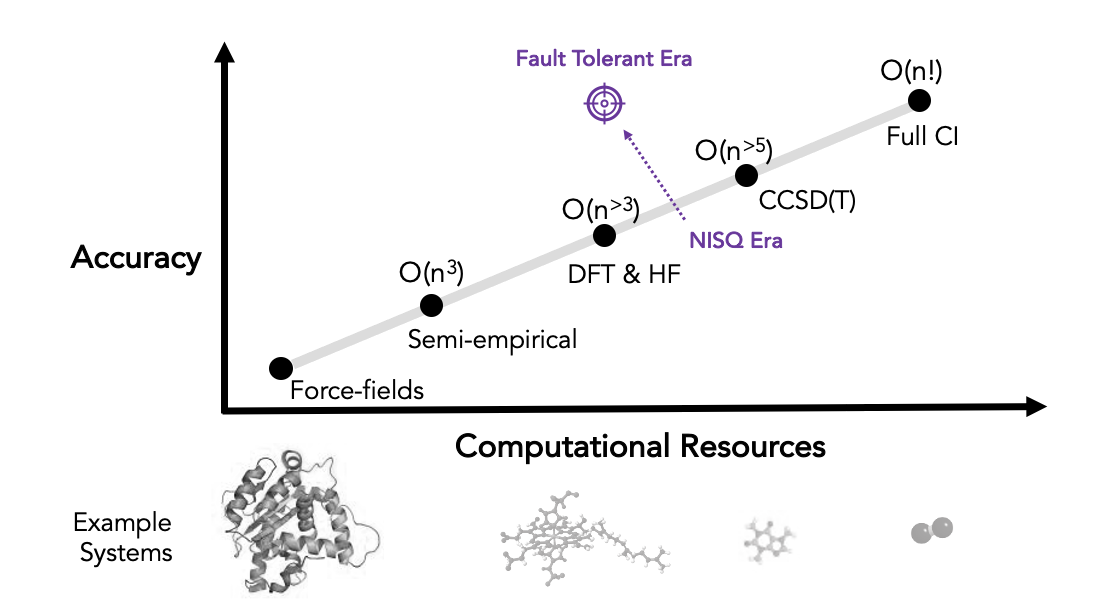 Fault Tolerant Era
O(n!)
Full CI
O(n>5)
CCSD(T)
O(n>3)
NISQ Era
DFT & HF
Accuracy
O(n3)
Semi-empirical
Force-fields
Computational Resources
Example
Systems